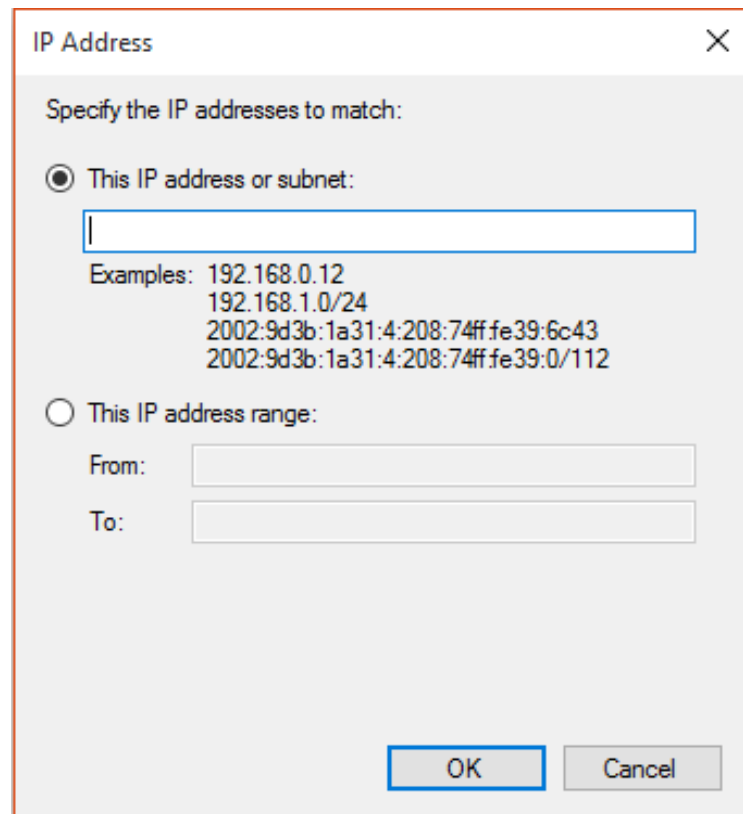 IP Address
Specify the IP addresses to match:
This IP address or subnet:
Examples: 192.168.0.12
192.168.1.0/24
2002:9d3b:1a31:4:208:74ff:fe39:6c43
2002:9d3b:1a31:4:208:74ff:fe39:0/112
This IP address range:
From:
To:
OK Cancel